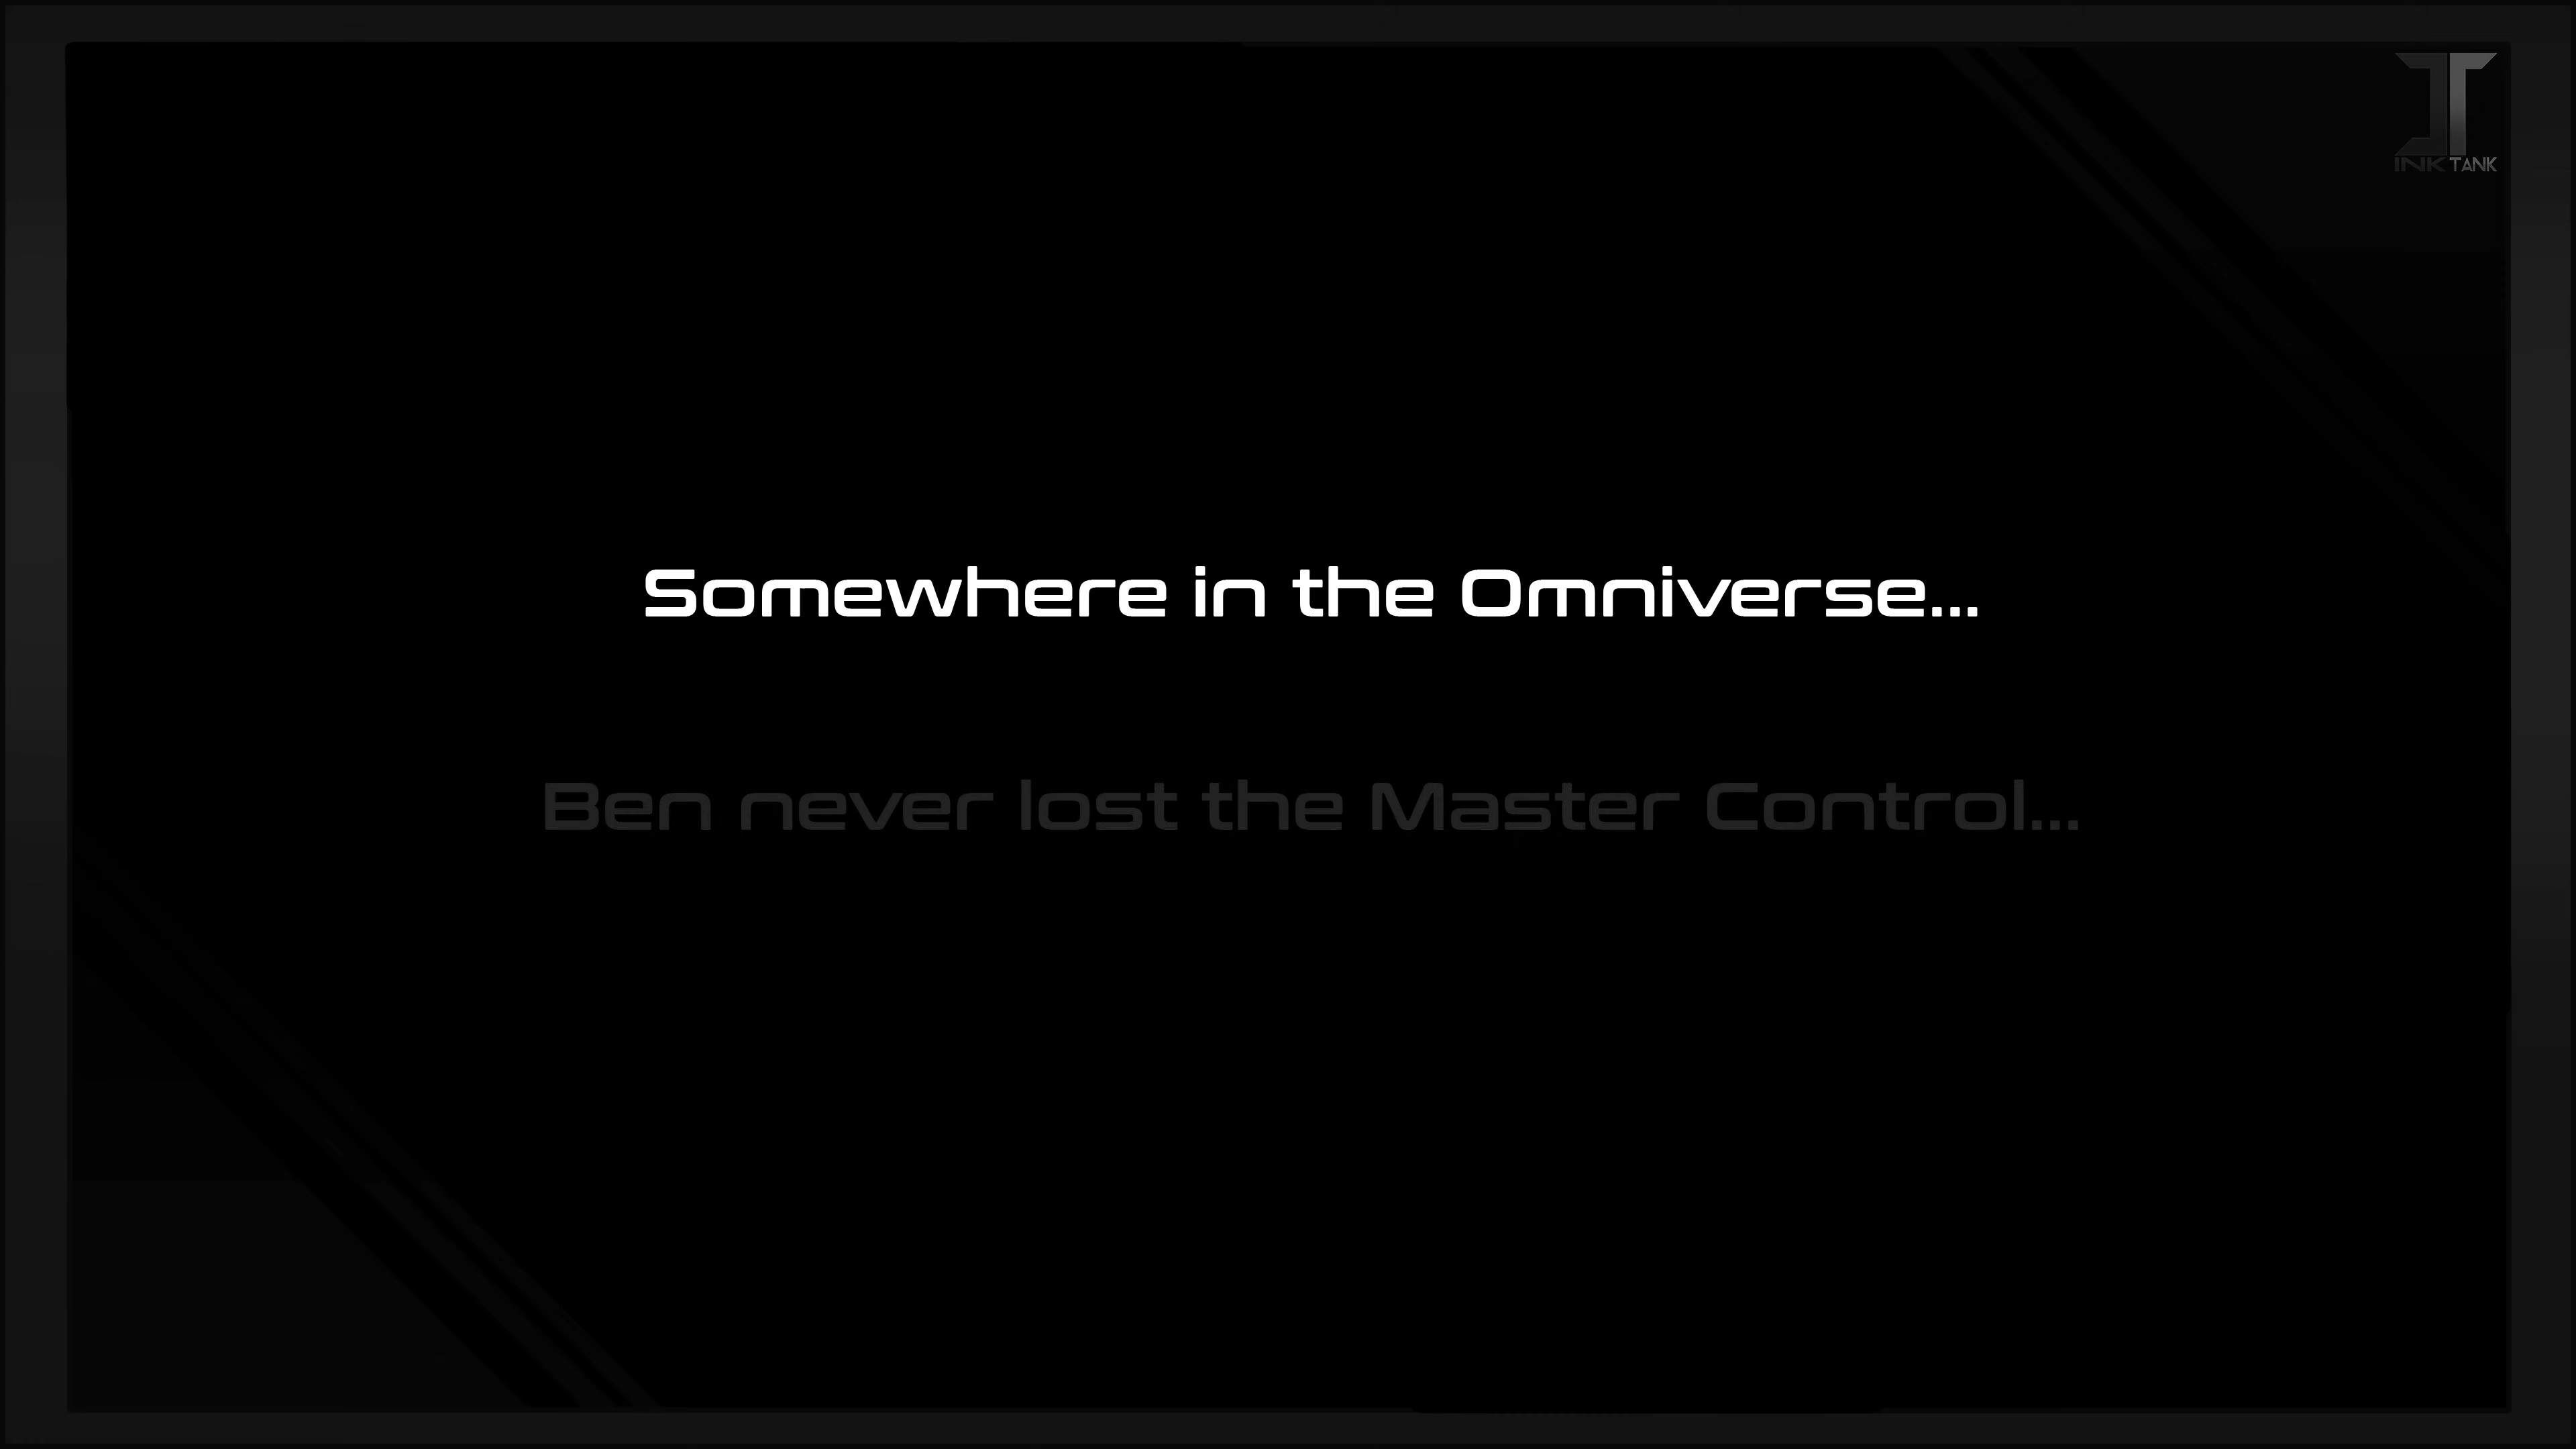 INK TANK
Somewhere in the Omniverse...
Ben never lost the Master Control...